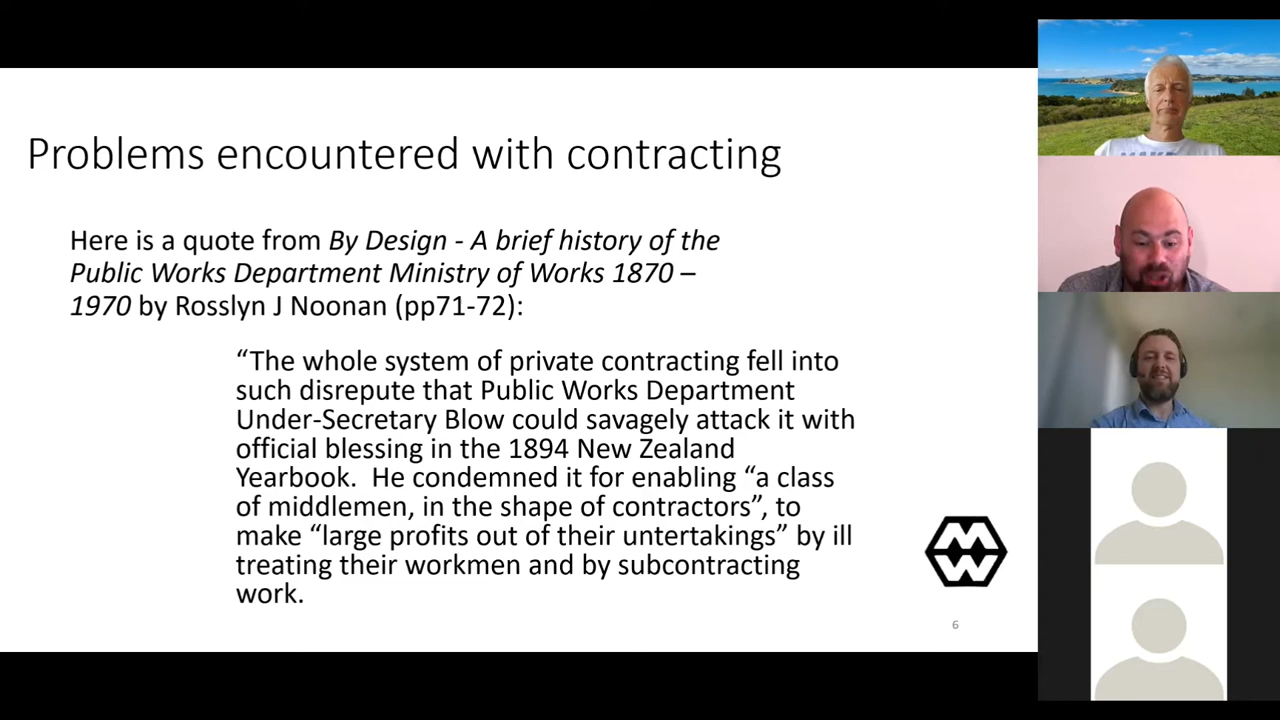 Problems encountered with contracting
Here is a quote from By Design - A brief history of the
Public Works Department Ministry of Works 1870 –
1970 by Rosslyn J Noonan (pp71-72):
“The whole system of private contracting fell into
such disrepute that Public Works Department
Under-Secretary Blow could savagely attack it with
official blessing in the 1894 New Zealand
Yearbook.  He condemned it for enabling “a class
of middlemen, in the shape of contractors”, to
make “large profits out of their untertakings” by ill
treating their workmen and by subcontracting
work.
MW
6